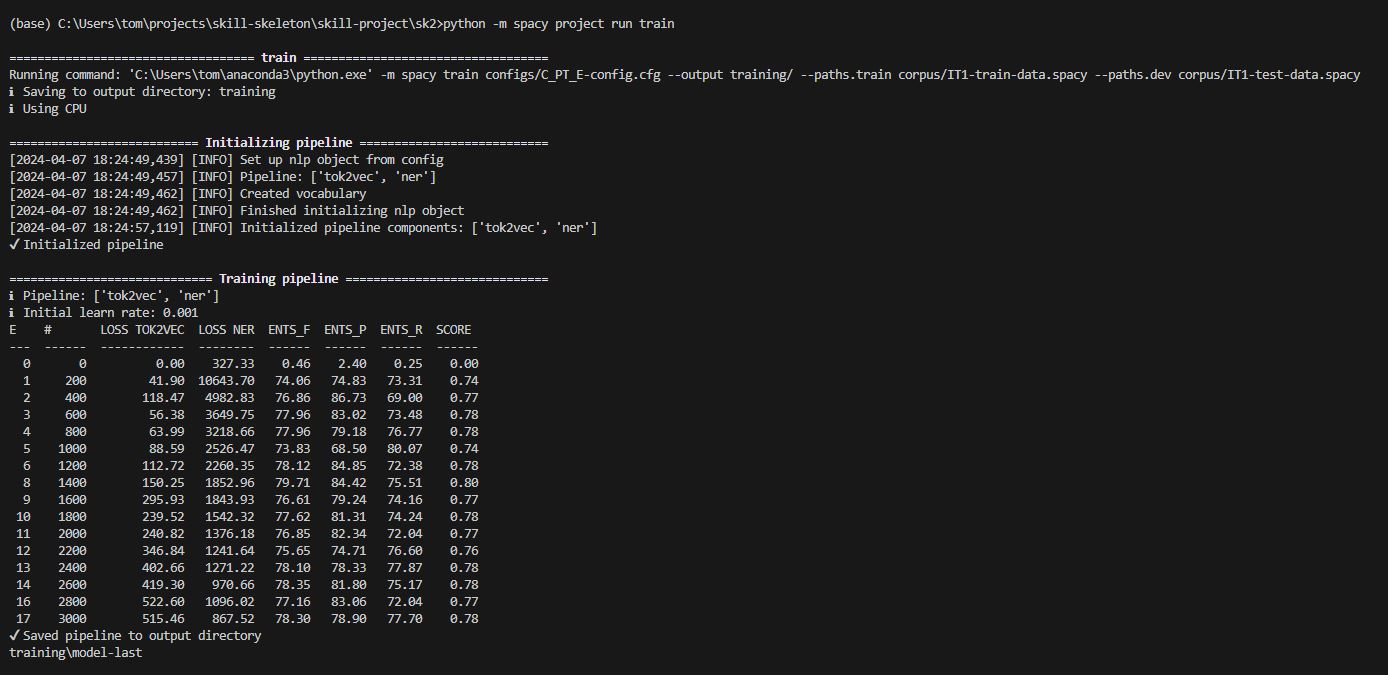 (base) C:\Users\tom\projects\skill-skeleton\skill-project\sk2>python -m spacy project run train
=================================== train ===================================
Running command: 'C:\Users\tom\anaconda3\python.exe' -m spacy train configs/C_PT_E-config.cfg --output training/ --paths.train corpus/IT1-train-data.spacy --paths.dev corpus/IT1-test-data.spacy
ℹ Saving to output directory: training
ℹ Using CPU
=========================== Initializing pipeline ===========================
[2024-04-07 18:24:49,439] [INFO] Set up nlp object from config
[2024-04-07 18:24:49,457] [INFO] Pipeline: ['tok2vec', 'ner']
[2024-04-07 18:24:49,462] [INFO] Created vocabulary
[2024-04-07 18:24:49,462] [INFO] Finished initializing nlp object
[2024-04-07 18:24:57,119] [INFO] Initialized pipeline components: ['tok2vec', 'ner']
✔ Initialized pipeline
============================= Training pipeline =============================
ℹ Pipeline: ['tok2vec', 'ner']
ℹ Initial learn rate: 0.001
E    #       LOSS TOK2VEC  LOSS NER  ENTS_F  ENTS_P  ENTS_R  SCORE
---  ------  ------------  --------  ------  ------  ------  ------
  0       0          0.00    327.33    0.46    2.40    0.25    0.00
  1     200         41.90  10643.70   74.06   74.83   73.31    0.74
  2     400        118.47   4982.83   76.86   86.73   69.00    0.77
  3     600         56.38   3649.75   77.96   83.02   73.48    0.78
  4     800         63.99   3218.66   77.96   79.18   76.77    0.78
  5    1000         88.59   2526.47   73.83   68.50   80.07    0.74
  6    1200        112.72   2260.35   78.12   84.85   72.38    0.78
  8    1400        150.25   1852.96   79.71   84.42   75.51    0.80
  9    1600        295.93   1843.93   76.61   79.24   74.16    0.77
 10    1800        239.52   1542.32   77.62   81.31   74.24    0.78
 11    2000        240.82   1376.18   76.85   82.34   72.04    0.77
 12    2200        346.84   1241.64   75.65   74.71   76.60    0.76
 13    2400        402.66   1271.22   78.10   78.33   77.87    0.78
 14    2600        419.30    970.66   78.35   81.80   75.17    0.78
 16    2800        522.60   1096.02   77.16   83.06   72.04    0.77
 17    3000        515.46    867.52   78.30   78.90   77.70    0.78
✔ Saved pipeline to output directory
training\model-last